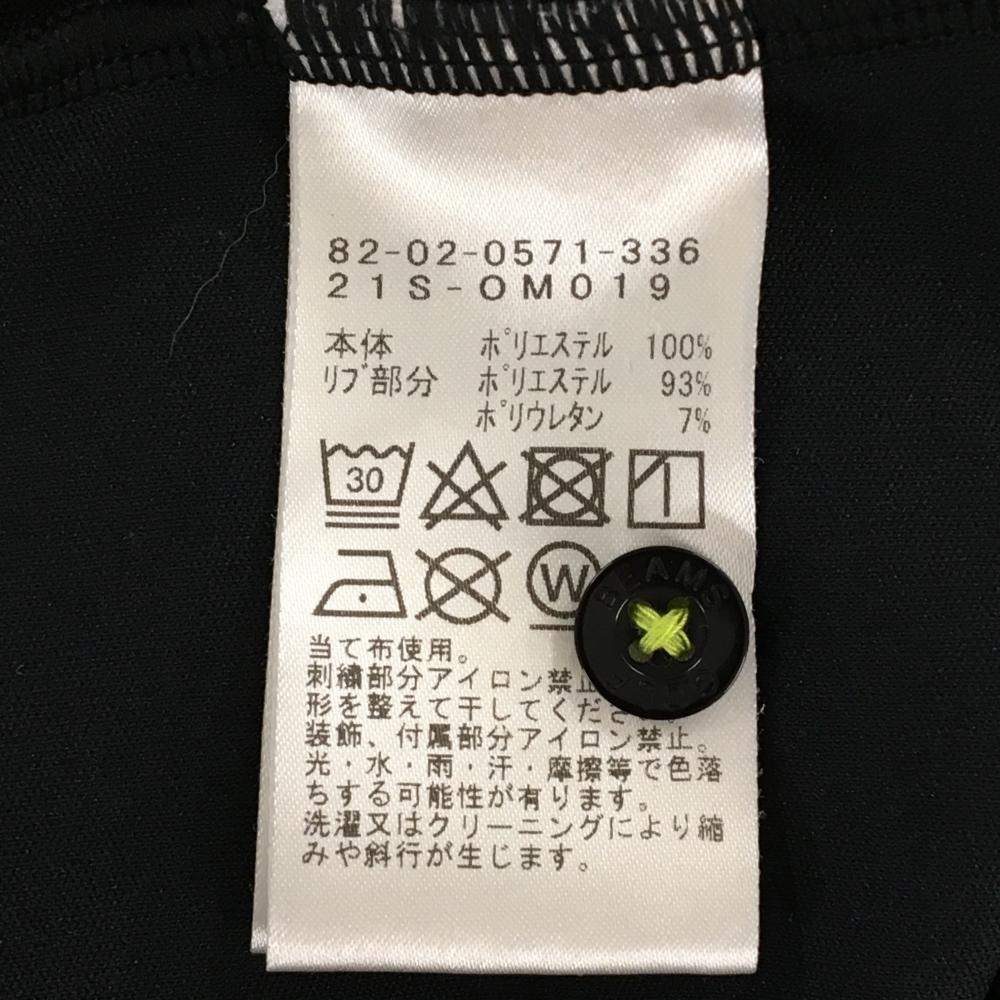 82-02-0571-336
21S-OM019
本体 ポリエステル 100%
リブ部分 ポリエステル 93%
ポリウレタン 7%
30
W
BEAMS
当て布使用。
刺繍部分アイロン禁止
形を整えて干してください。
装飾、付属部分アイロン禁止。
光・水・雨・汗・摩擦等で色落
ちする可能性が有ります。
洗濯又はクリーニングにより縮
みや斜行が生じます。